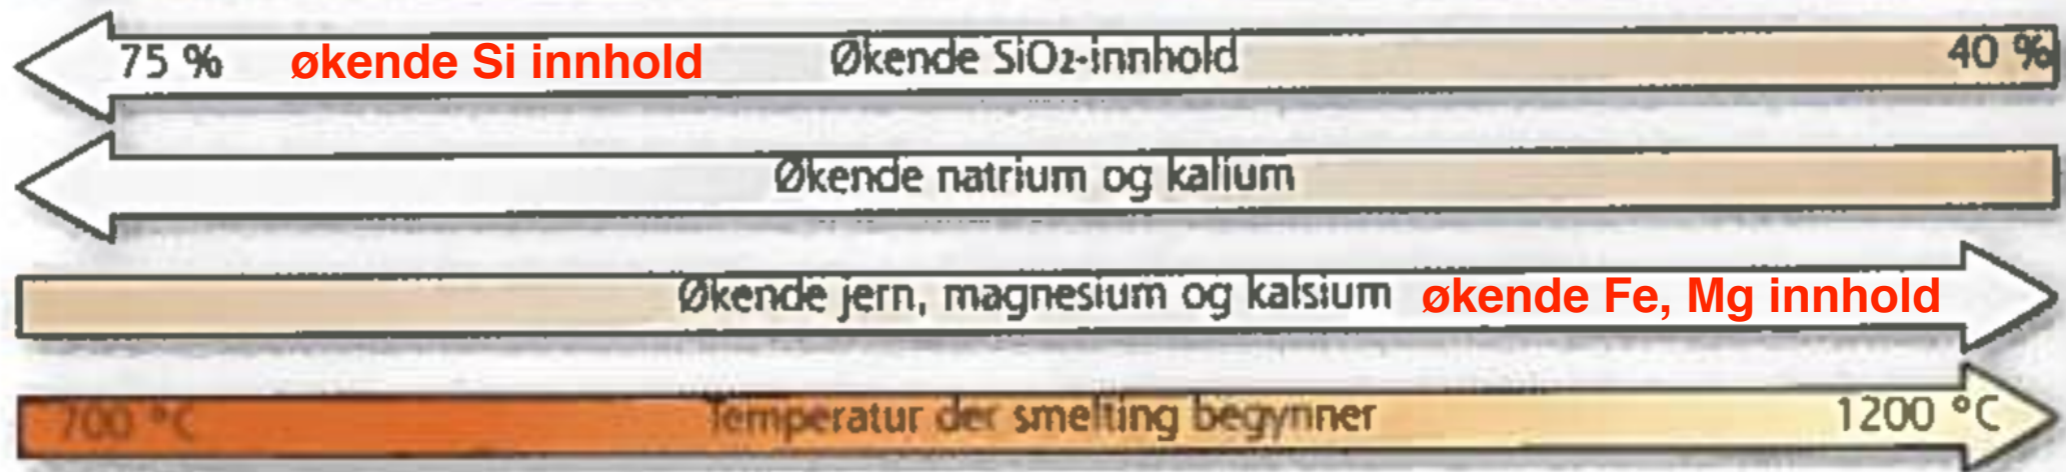 75 % økende Si innhold Økende SiO₂-innhold 40 %
Økende natrium og kalium
Økende jern, magnesium og kalsium økende Fe, Mg innhold
700 °C Temperatur der smelting begynner 1200 °C